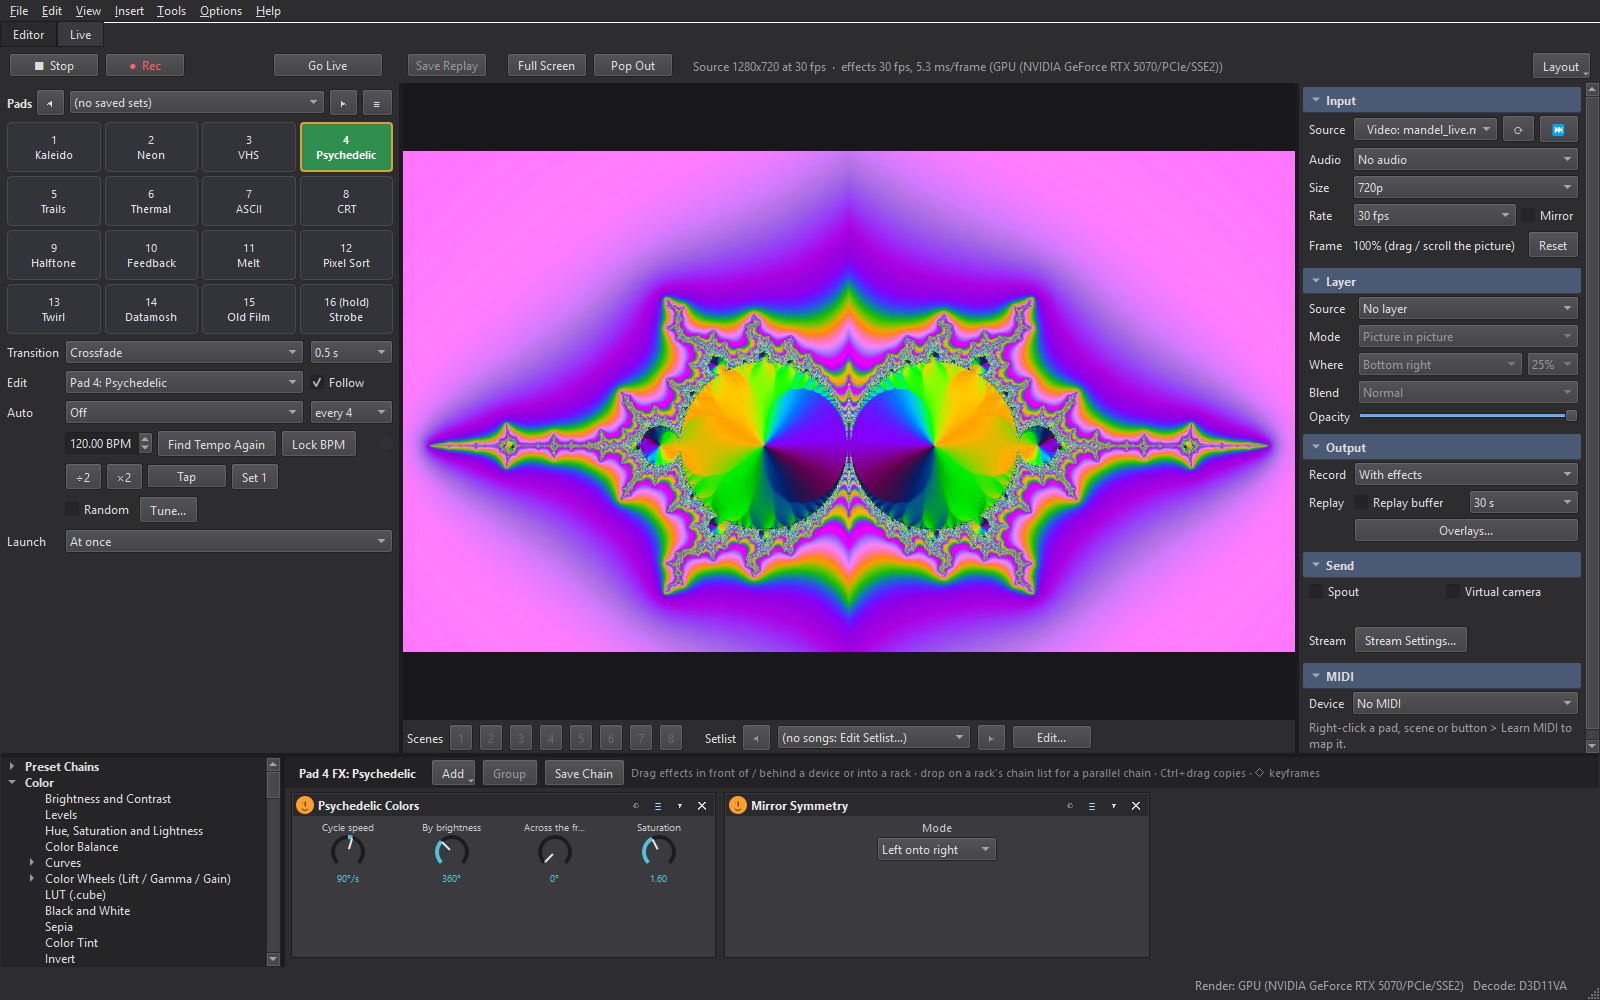 File Edit View Insert Tools Options Help
Editor Live
Stop Rec Go Live Save Replay Full Screen Pop Out Source 1280x720 at 30 fps · effects 30 fps, 5.3 ms/frame (GPU (NVIDIA GeForce RTX 5070/PCIe/SSE2)) Layout
Pads (no saved sets)
1 Kaleido
2 Neon
3 VHS
4 Psychedelic
5 Trails
6 Thermal
7 ASCII
8 CRT
9 Halftone
10 Feedback
11 Melt
12 Pixel Sort
13 Twirl
14 Datamosh
15 Old Film
16 (hold) Strobe
Transition Crossfade 0.5 s
Edit Pad 4: Psychedelic Follow
Auto Off every 4
120.00 BPM Find Tempo Again Lock BPM
÷2 ×2 Tap Set 1
Random Tune...
Launch At once
Scenes 1 2 3 4 5 6 7 8 Setlist (no songs: Edit Setlist...) Edit...
Input
Source Video: mandel_live.m
Audio No audio
Size 720p
Rate 30 fps Mirror
Frame 100% (drag / scroll the picture) Reset
Layer
Source No layer
Mode Picture in picture
Where Bottom right 25%
Blend Normal
Opacity
Output
Record With effects
Replay Replay buffer 30 s
Overlays...
Send
Spout Virtual camera
Stream Stream Settings...
MIDI
Device No MIDI
Right-click a pad, scene or button > Learn MIDI to
map it.
Preset Chains
Color
Brightness and Contrast
Levels
Hue, Saturation and Lightness
Color Balance
Curves
Color Wheels (Lift / Gamma / Gain)
LUT (.cube)
Black and White
Sepia
Color Tint
Invert
Pad 4 FX: Psychedelic Add Group Save Chain Drag effects in front of / behind a device or into a rack · drop on a rack's chain list for a parallel chain · Ctrl+drag copies · ◇ keyframes
Psychedelic Colors
Cycle speed By brightness Across the fr... Saturation
90°/s 360° 0° 1.60
Mirror Symmetry
Mode
Left onto right
Render: GPU (NVIDIA GeForce RTX 5070/PCIe/SSE2) Decode: D3D11VA